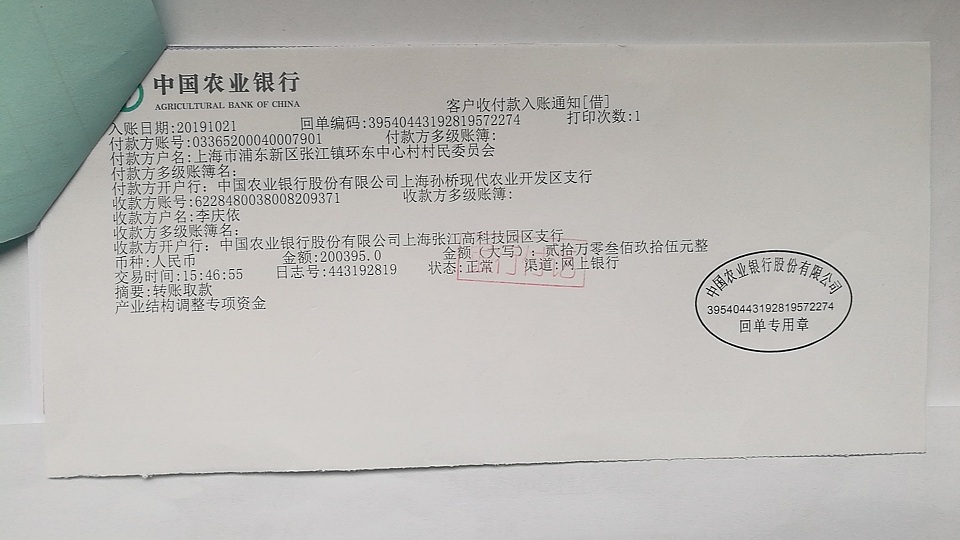 中国农业银行
AGRICULTURAL BANK OF CHINA
客户收付款入账通知[借]
入账日期:20191021 回单编码:39540443192819572274 打印次数:1
付款方账号:03365200040007901 付款方多级账簿:
付款方户名:上海市浦东新区张江镇环东中心村村民委员会
付款方多级账簿名:
付款方开户行: 中国农业银行股份有限公司上海孙桥现代农业开发区支行
收款方账号:6228480038008209371 收款方多级账簿:
收款方户名:李庆依
收款方多级账簿名:
收款方开户行: 中国农业银行股份有限公司上海张江高科技园区支行
币种:人民币 金额:200395.0 金额(大写): 贰拾万零叁佰玖拾伍元整
交易时间:15:46:55 日志号:443192819 状态:正常 渠道:网上银行
摘要:转账取款
产业结构调整专项资金
中国农业银行股份有限公司
39540443192819572274
回单专用章